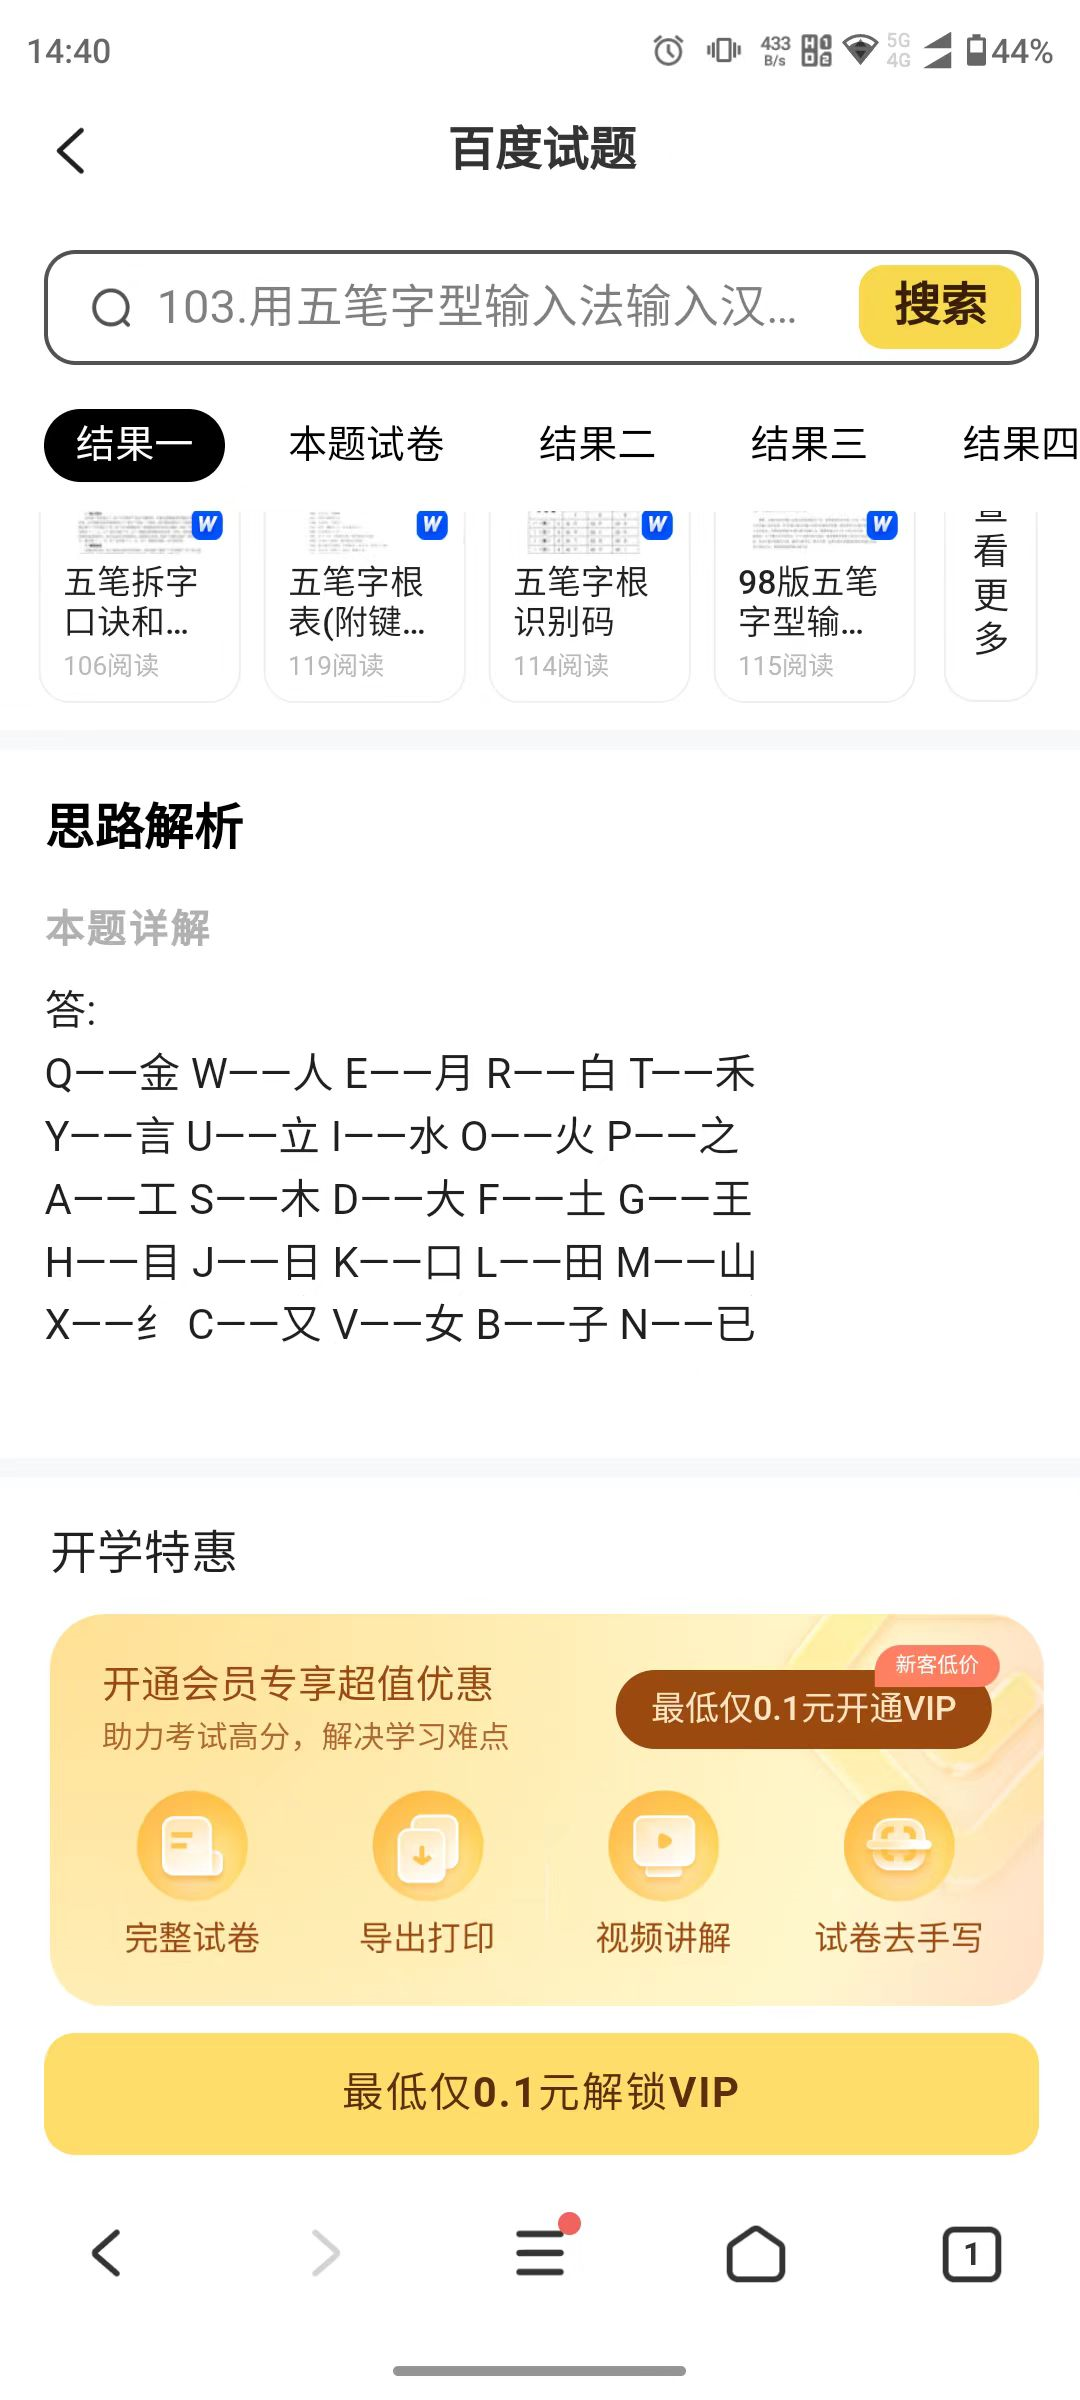 14:40
433 B/s HD 1 2 5G 4G 44%
百度试题
103.用五笔字型输入法输入汉...
搜索
结果一 本题试卷 结果二 结果三 结果四
五笔拆字口诀和...
106阅读
五笔字根表(附键...
119阅读
五笔字根识别码
114阅读
98版五笔字型输...
115阅读
看更多
思路解析
本题详解
答:
Q——金 W——人 E——月 R——白 T——禾
Y——言 U——立 I——水 O——火 P——之
A——工 S——木 D——大 F——土 G——王
H——目 J——日 K——口 L——田 M——山
X——纟 C——又 V——女 B——子 N——已
开学特惠
开通会员专享超值优惠
助力考试高分，解决学习难点
新客低价
最低仅0.1元开通VIP
完整试卷 导出打印 视频讲解 试卷去手写
最低仅0.1元解锁VIP
1